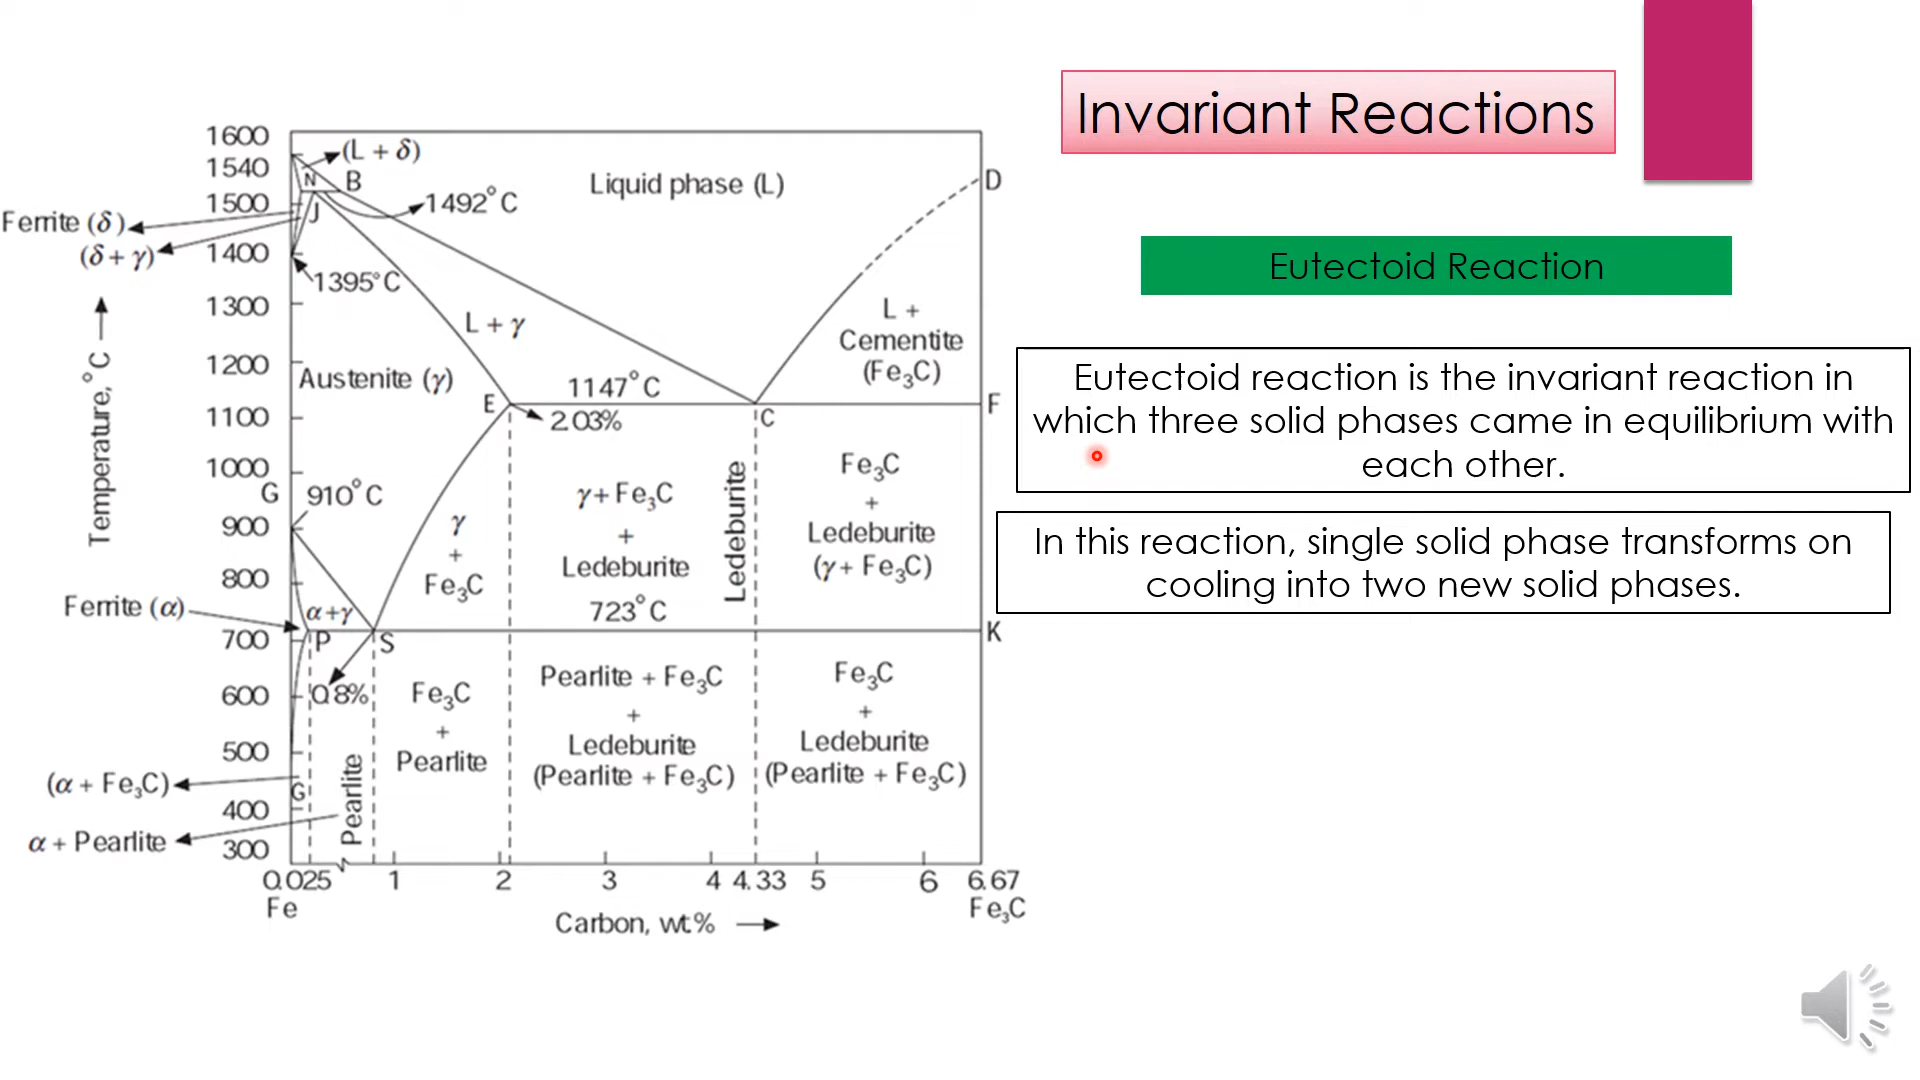 Invariant Reactions
Eutectoid Reaction
Eutectoid reaction is the invariant reaction in
which three solid phases came in equilibrium with
each other.
In this reaction, single solid phase transforms on
cooling into two new solid phases.
1600
1540
1500
1400
1300
1200
1100
1000
900
800
700
600
500
400
300
Temperature, °C
(L + δ)
N
B
J
1492°C
Liquid phase (L)
D
Ferrite (δ)
(δ + γ)
1395°C
L + γ
L +
Cementite
(Fe₃C)
Austenite (γ)
1147°C
E
2.03%
C
F
G
910°C
γ
+
Fe₃C
γ+ Fe₃C
+
Ledeburite
723°C
Ledeburite
Fe₃C
+
Ledeburite
(γ + Fe₃C)
Ferrite (α)
α+γ
P
S
K
0.8%
Fe₃C
+
Pearlite
Pearlite + Fe₃C
+
Ledeburite
(Pearlite + Fe₃C)
Fe₃C
+
Ledeburite
(Pearlite + Fe₃C)
(α + Fe₃C)
G
Pearlite
α + Pearlite
0.025 1 2 3 4 4.33 5 6 6.67
Fe
Fe₃C
Carbon, wt%